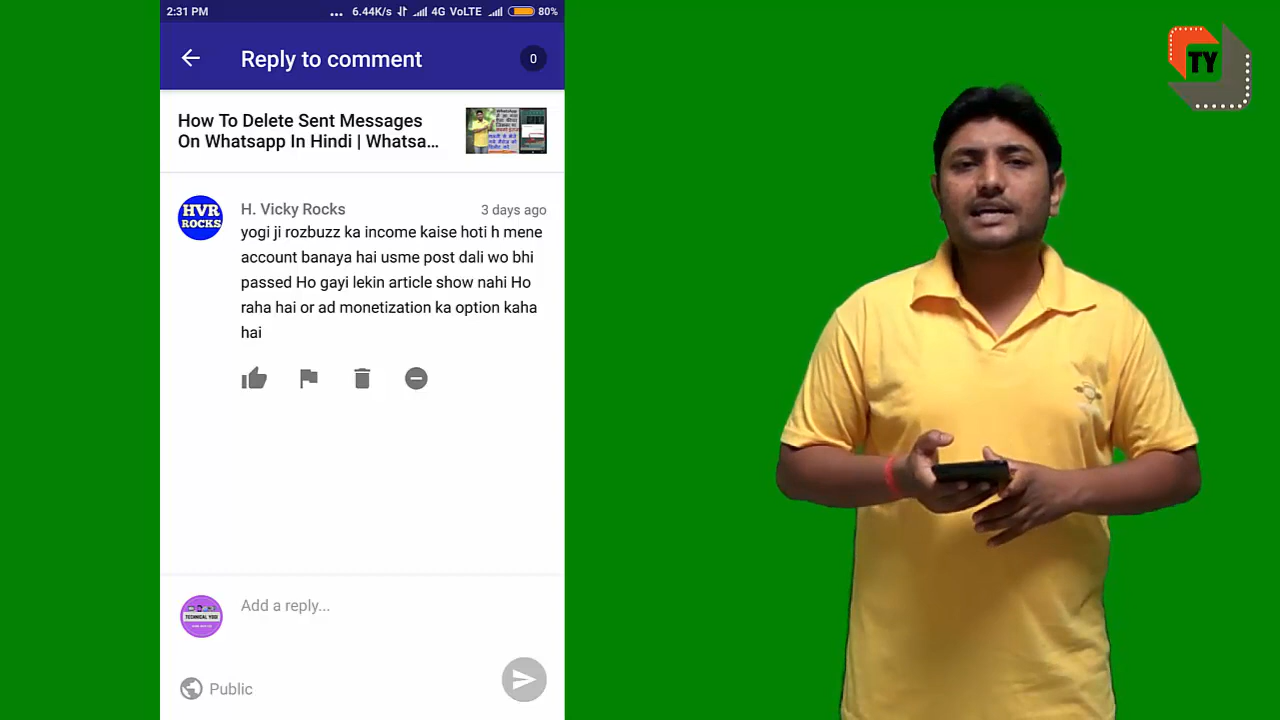 2:31 PM
... 6.44K/s 4G VoLTE 80%
Reply to comment
0
How To Delete Sent Messages
On Whatsapp In Hindi | Whatsa...
HVR
ROCKS
H. Vicky Rocks
3 days ago
yogi ji rozbuzz ka income kaise hoti h mene
account banaya hai usme post dali wo bhi
passed Ho gayi lekin article show nahi Ho
raha hai or ad monetization ka option kaha
hai
TECHNICAL YOGI
Add a reply...
Public
TY